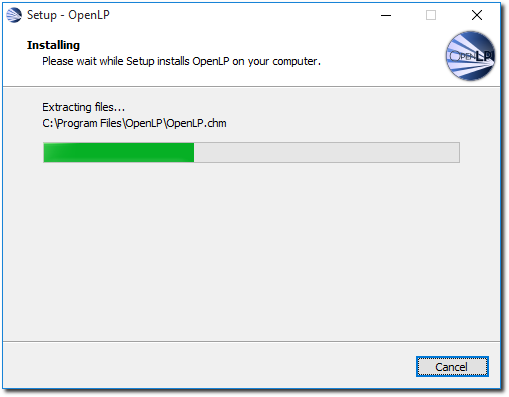 Setup - OpenLP
Installing
Please wait while Setup installs OpenLP on your computer.
OPENLP
Extracting files...
C:\Program Files\OpenLP\OpenLP.chm
Cancel